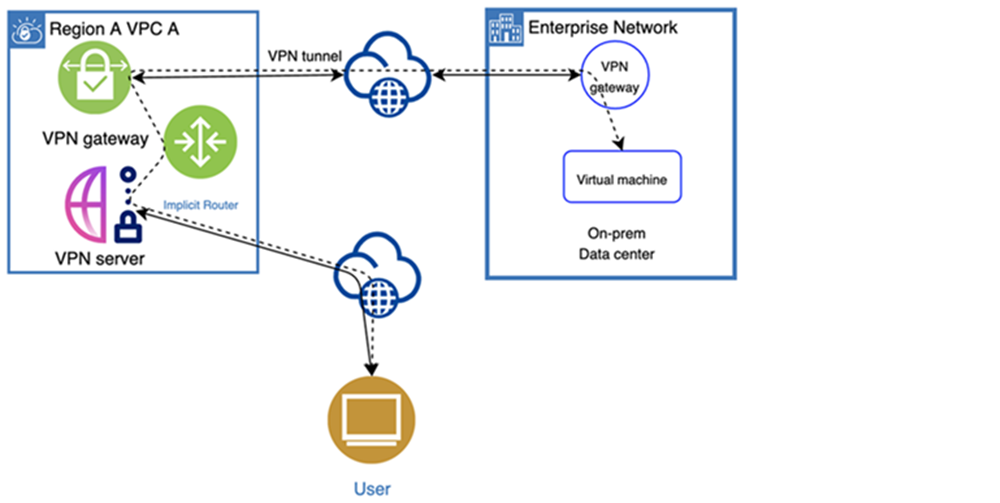 Region A VPC A
VPN gateway
Implicit Router
VPN server
VPN tunnel
Enterprise Network
VPN
gateway
Virtual machine
On-prem
Data center
User